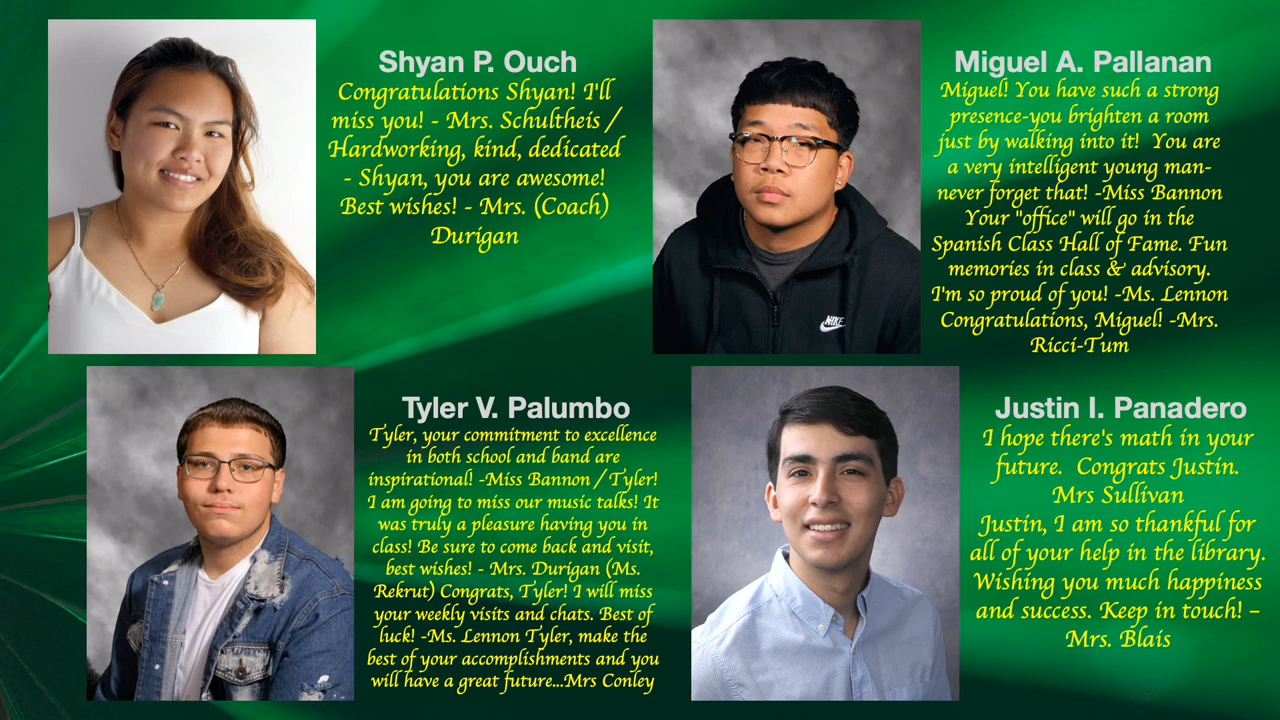 Shyan P. Ouch
Congratulations Shyan! I'll
miss you! - Mrs. Schultheis /
Hardworking, kind, dedicated
- Shyan, you are awesome!
Best wishes! - Mrs. (Coach)
Durigan
Miguel A. Pallanan
Miguel! You have such a strong
presence-you brighten a room
just by walking into it!  You are
a very intelligent young man-
never forget that! -Miss Bannon
Your "office" will go in the
Spanish Class Hall of Fame. Fun
memories in class & advisory.
I'm so proud of you! -Ms. Lennon
Congratulations, Miguel! -Mrs.
Ricci-Tum
NIKE
Tyler V. Palumbo
Tyler, your commitment to excellence
in both school and band are
inspirational! -Miss Bannon / Tyler!
I am going to miss our music talks! It
was truly a pleasure having you in
class! Be sure to come back and visit,
best wishes! - Mrs. Durigan (Ms.
Rekrut) Congrats, Tyler! I will miss
your weekly visits and chats. Best of
luck! -Ms. Lennon Tyler, make the
best of your accomplishments and you
will have a great future...Mrs Conley
Justin I. Panadero
I hope there's math in your
future.  Congrats Justin.
Mrs Sullivan
Justin, I am so thankful for
all of your help in the library.
Wishing you much happiness
and success. Keep in touch! –
Mrs. Blais